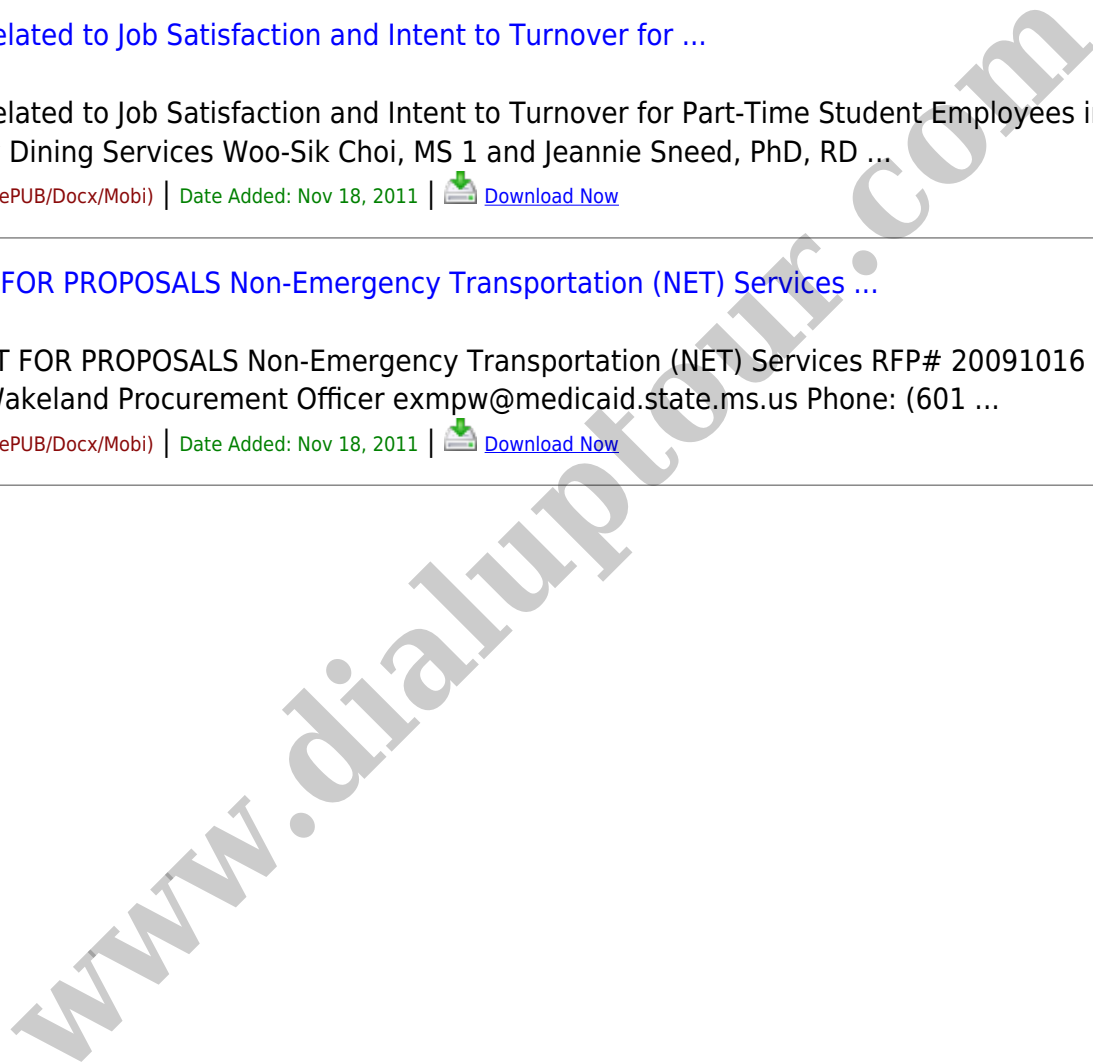 elated to Job Satisfaction and Intent to Turnover for ...
elated to Job Satisfaction and Intent to Turnover for Part-Time Student Employees i
Dining Services Woo-Sik Choi, MS 1 and Jeannie Sneed, PhD, RD ...
ePUB/Docx/Mobi) | Date Added: Nov 18, 2011 | Download Now
FOR PROPOSALS Non-Emergency Transportation (NET) Services ...
T FOR PROPOSALS Non-Emergency Transportation (NET) Services RFP# 20091016
Wakeland Procurement Officer exmpw@medicaid.state.ms.us Phone: (601 ...
ePUB/Docx/Mobi) | Date Added: Nov 18, 2011 | Download Now
www.dialuptour.com